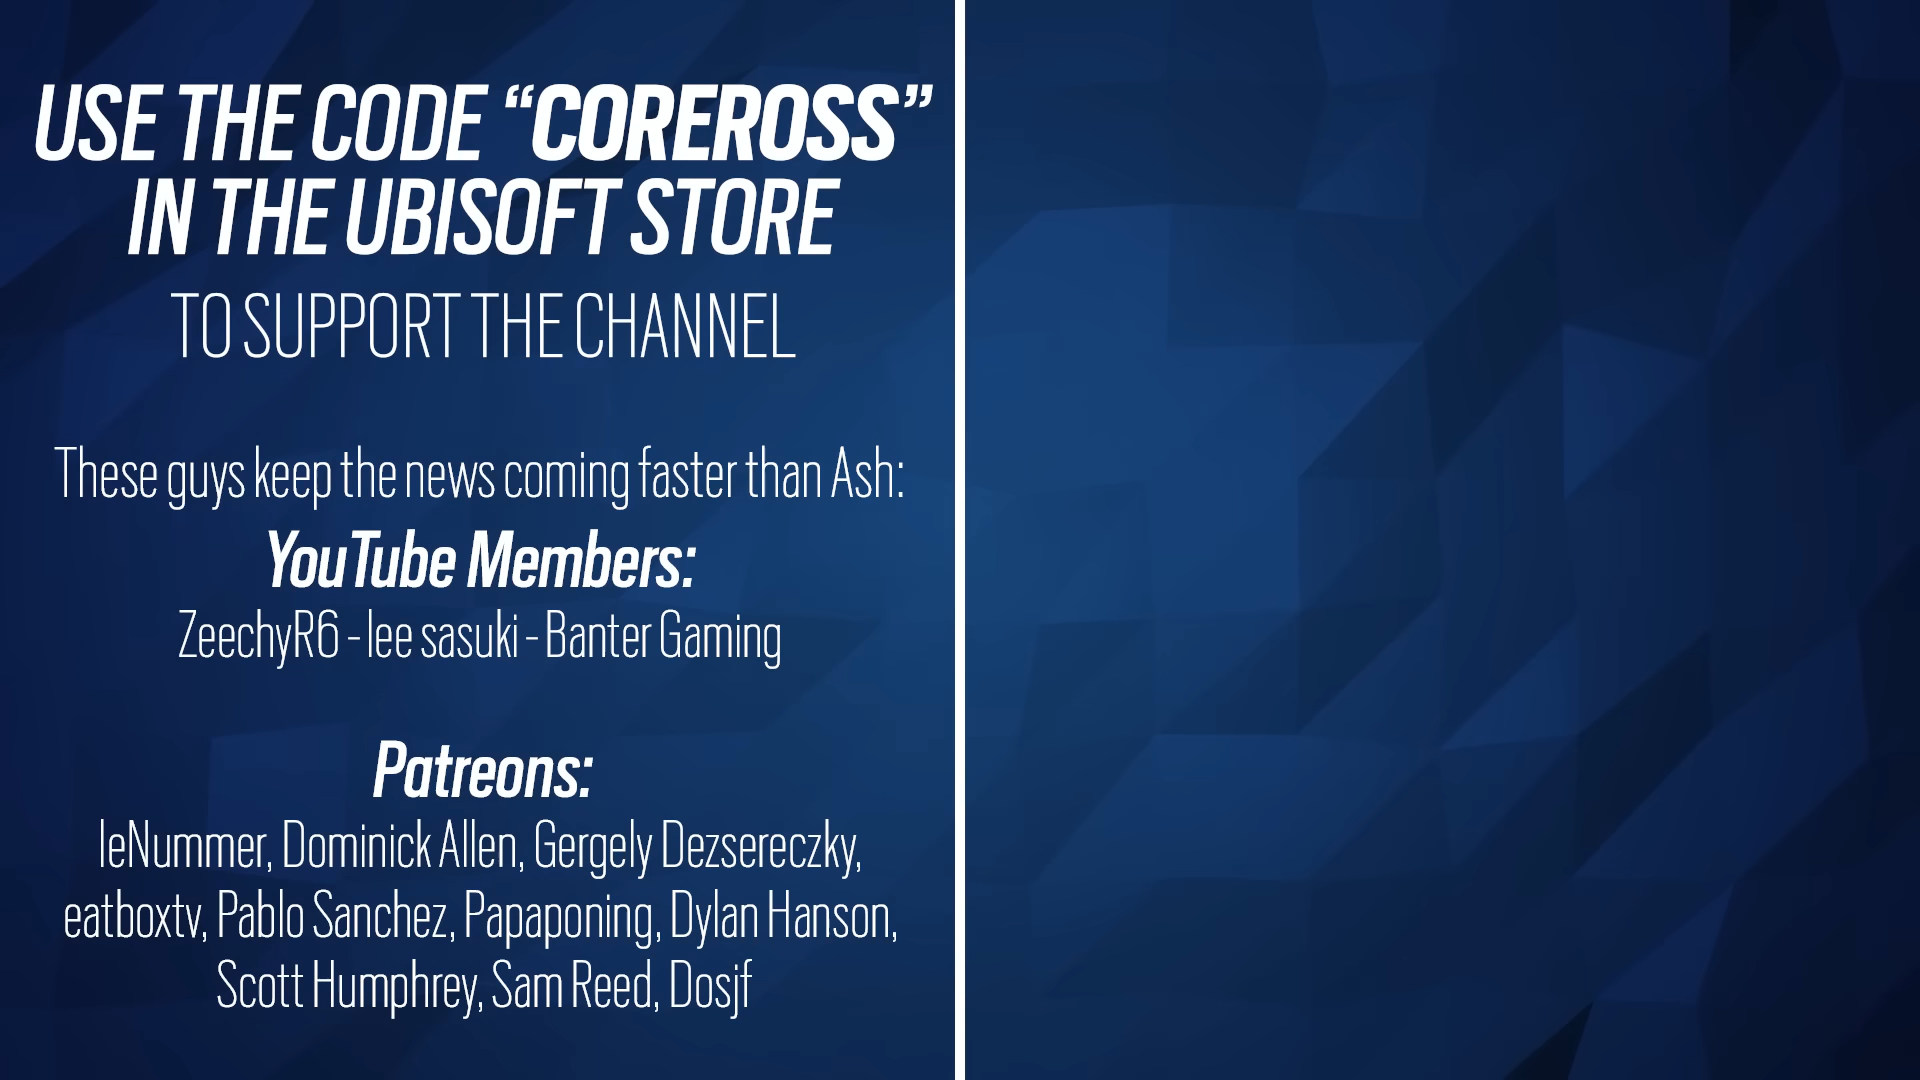 USE THE CODE “COREROSS”
IN THE UBISOFT STORE
TO SUPPORT THE CHANNEL
These guys keep the news coming faster than Ash:
YouTube Members:
ZeechyR6 - lee sasuki - Banter Gaming
Patreons:
leNummer, Dominick Allen, Gergely Dezsereczky,
eatboxtv, Pablo Sanchez, Papaponing, Dylan Hanson,
Scott Humphrey, Sam Reed, Dosjf